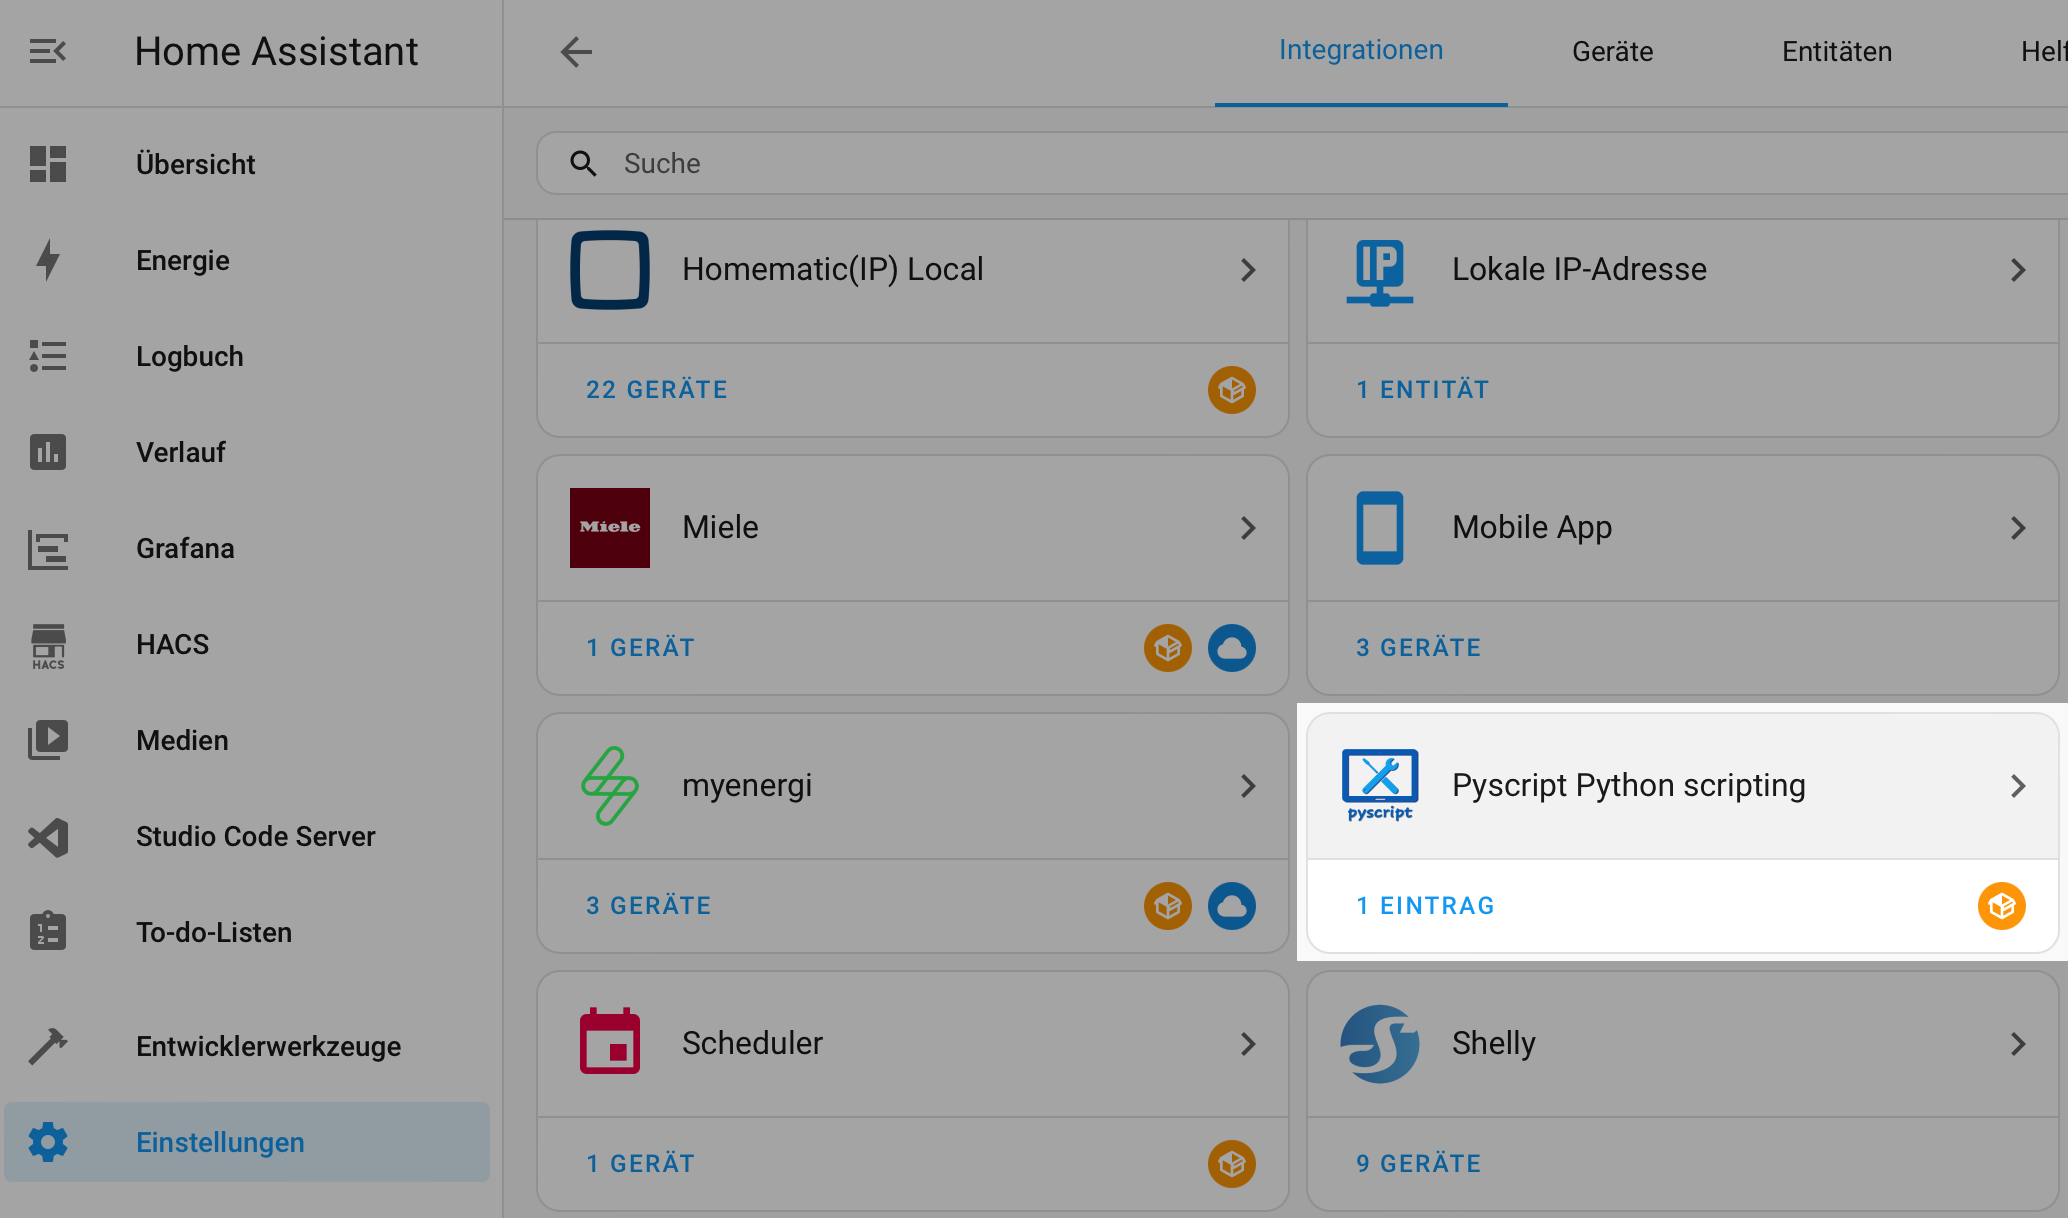 Home Assistant
Integrationen
Geräte
Entitäten
Helf
Übersicht
Energie
Logbuch
Verlauf
Grafana
HACS
HACS
Medien
Studio Code Server
To-do-Listen
Entwicklerwerkzeuge
Einstellungen
Suche
Homematic(IP) Local
22 GERÄTE
IP
Lokale IP-Adresse
1 ENTITÄT
Miele
Miele
1 GERÄT
Mobile App
3 GERÄTE
myenergi
3 GERÄTE
pyscript
Pyscript Python scripting
1 EINTRAG
Scheduler
1 GERÄT
Shelly
9 GERÄTE